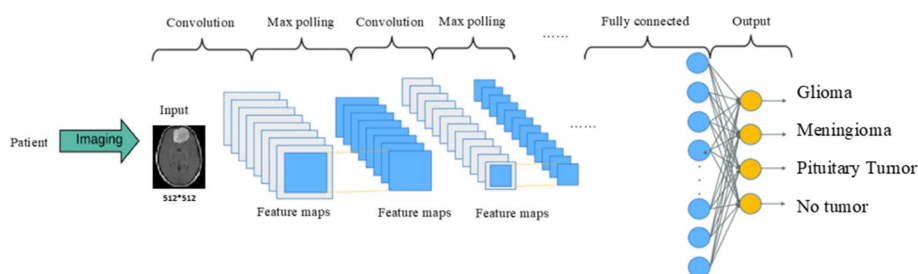 Convolution
Max polling
Convolution
Max polling
......
Fully connected
Output
Patient
Imaging
Input
512*512
Feature maps
Feature maps
Feature maps
......
Glioma
Meningioma
Pituitary Tumor
No tumor